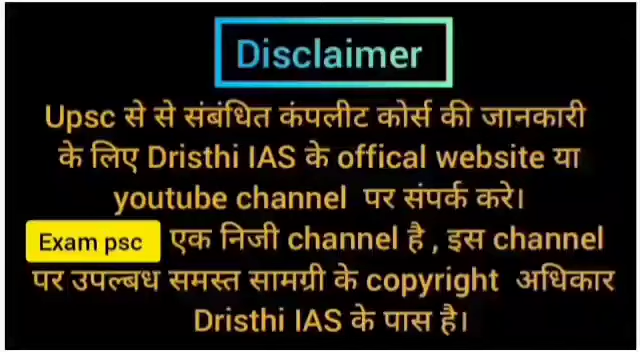 Disclaimer
Upsc से से संबंधित कंपलीट कोर्स की जानकारी
के लिए Dristhi IAS के offical website या
youtube channel पर संपर्क करे।
Exam psc एक निजी channel है , इस channel
पर उपल्बध समस्त सामग्री के copyright अधिकार
Dristhi IAS के पास है।